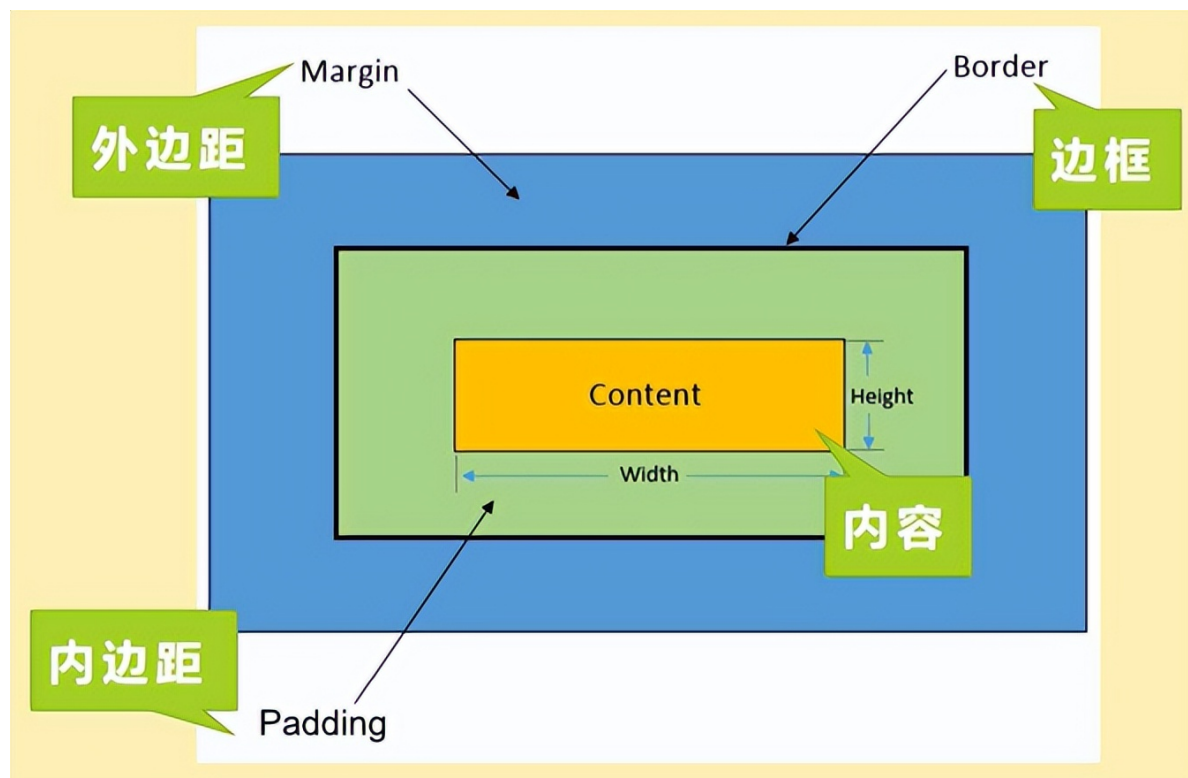 Margin
Border
外边距
边框
Content
Height
Width
内容
内边距
Padding